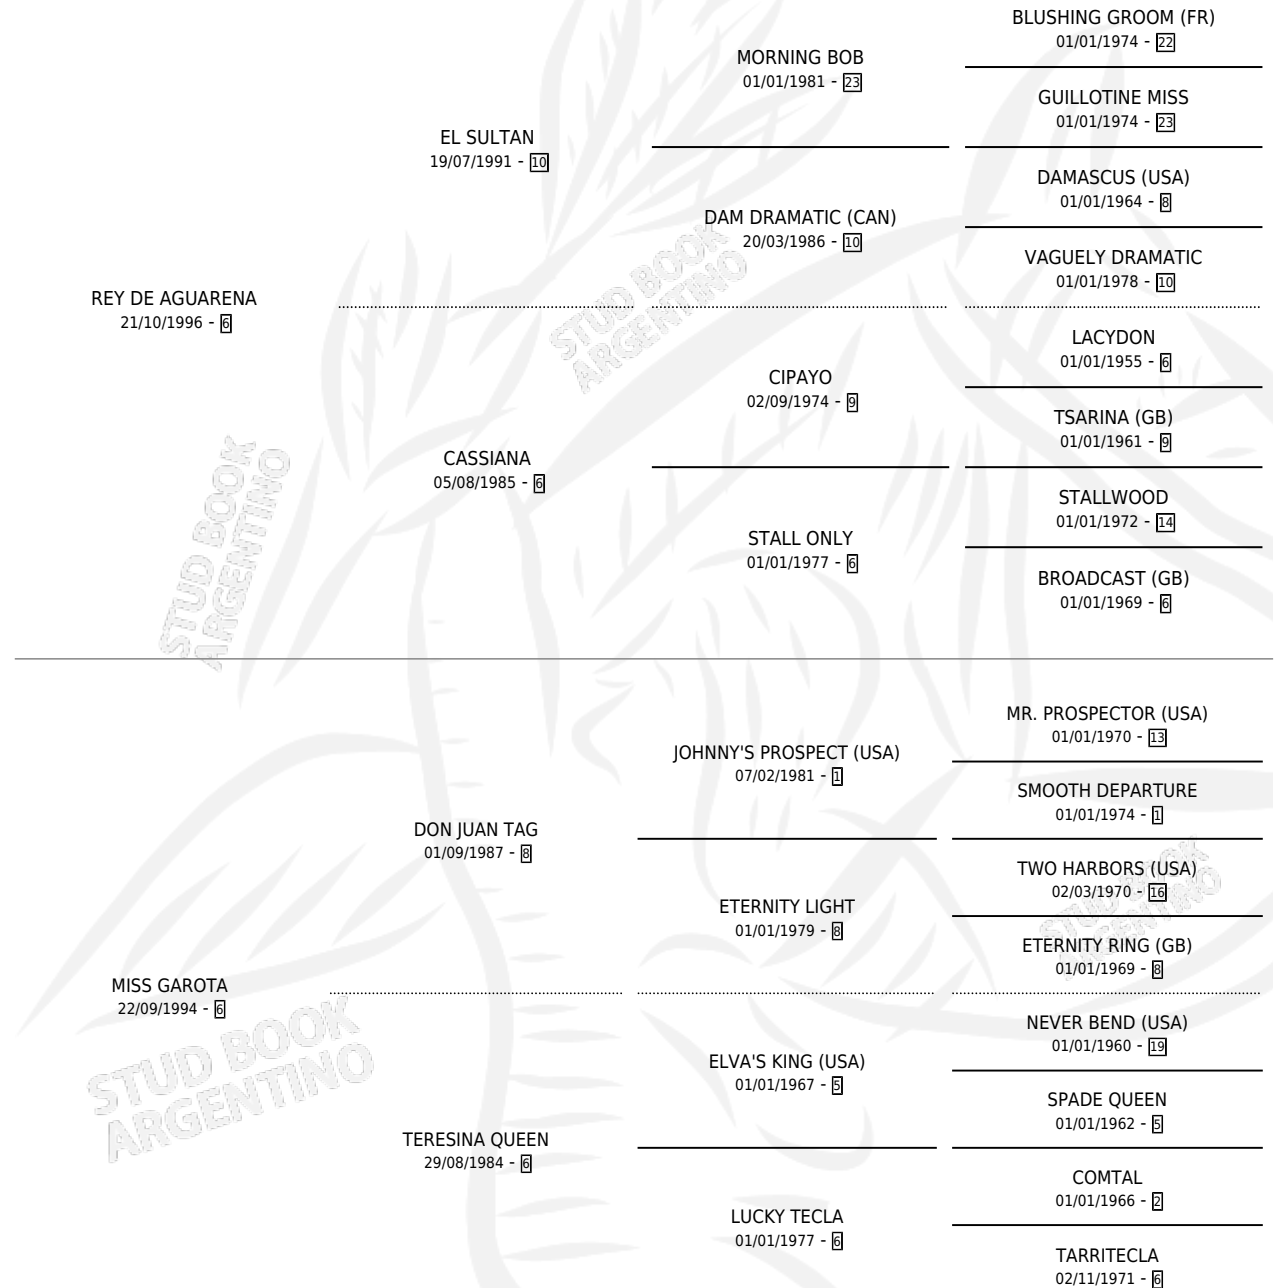 BLUSHING GROOM (FR)
01/01/1974 - 22
MORNING BOB
01/01/1981 - 23
GUILLOTINE MISS
01/01/1974 - 23
EL SULTAN
19/07/1991 - 10
DAMASCUS (USA)
01/01/1964 - 8
DAM DRAMATIC (CAN)
20/03/1986 - 10
VAGUELY DRAMATIC
01/01/1978 - 10
REY DE AGUARENA
21/10/1996 - 6
STUD BOOK
ARGENTINO
LACYDON
01/01/1955 - 6
CIPAYO
02/09/1974 - 9
TSARINA (GB)
01/01/1961 - 9
CASSIANA
05/08/1985 - 6
STALLWOOD
01/01/1972 - 14
STALL ONLY
01/01/1977 - 6
BROADCAST (GB)
01/01/1969 - 6
STUD BOOK
ARGENTINO
MR. PROSPECTOR (USA)
01/01/1970 - 13
JOHNNY'S PROSPECT (USA)
07/02/1981 - 1
SMOOTH DEPARTURE
01/01/1974 - 1
DON JUAN TAG
01/09/1987 - 8
TWO HARBORS (USA)
02/03/1970 - 16
STUD BOOK
ARGENTINO
ETERNITY LIGHT
01/01/1979 - 8
ETERNITY RING (GB)
01/01/1969 - 8
MISS GAROTA
22/09/1994 - 6
STUD BOOK
ARGENTINO
NEVER BEND (USA)
01/01/1960 - 19
ELVA'S KING (USA)
01/01/1967 - 5
SPADE QUEEN
01/01/1962 - 5
TERESINA QUEEN
29/08/1984 - 6
COMTAL
01/01/1966 - 2
LUCKY TECLA
01/01/1977 - 6
TARRITECLA
02/11/1971 - 6